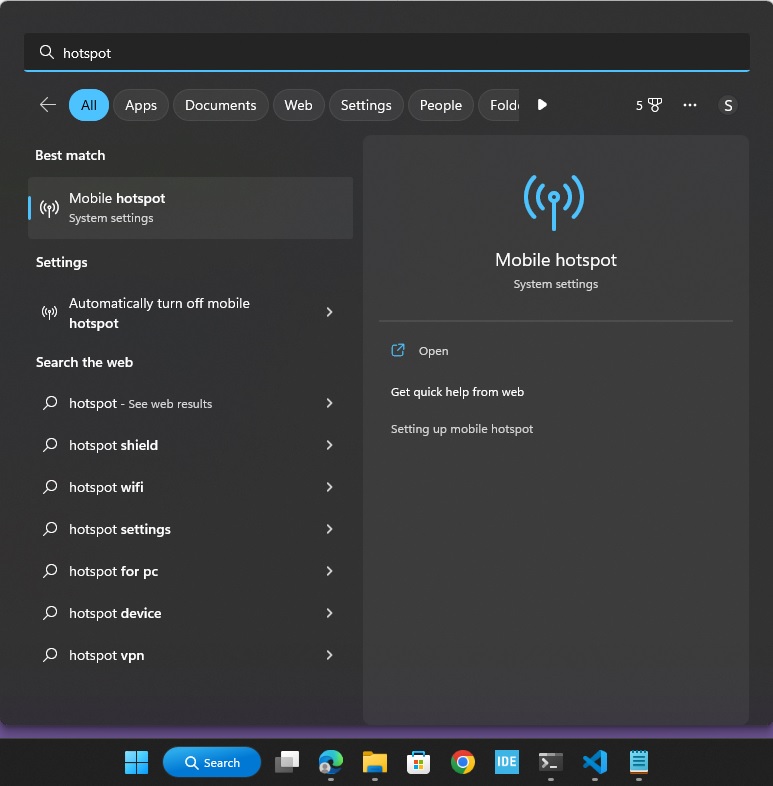 hotspot
All Apps Documents Web Settings People Folde 5 S
Best match
Mobile hotspot
System settings
Settings
Automatically turn off mobile
hotspot
Search the web
hotspot - See web results
hotspot shield
hotspot wifi
hotspot settings
hotspot for pc
hotspot device
hotspot vpn
Mobile hotspot
System settings
Open
Get quick help from web
Setting up mobile hotspot
Search
IDE